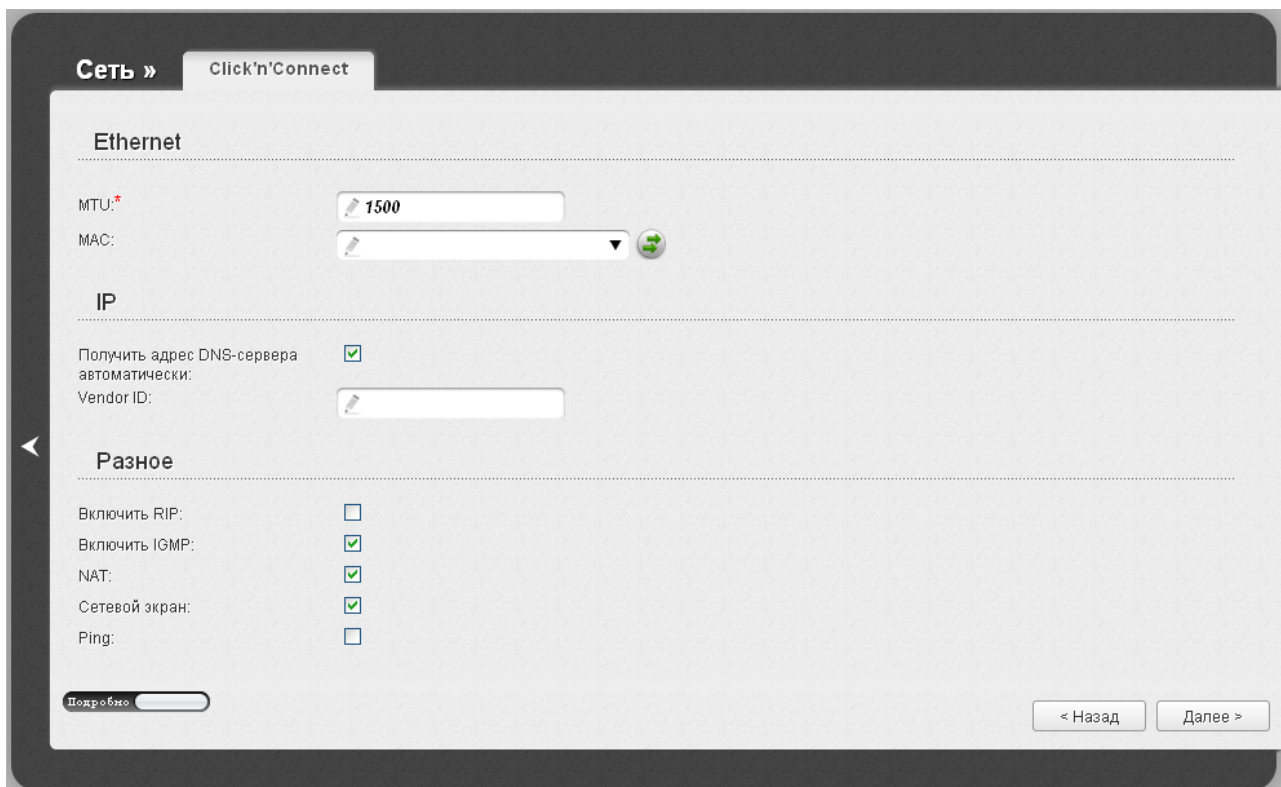 Сеть »
Click'n'Connect
Ethernet
MTU:*
1500
MAC:
IP
Получить адрес DNS-сервера
автоматически:
Vendor ID:
Разное
Включить RIP:
Включить IGMP:
NAT:
Сетевой экран:
Ping:
Подробно
< Назад
Далее >